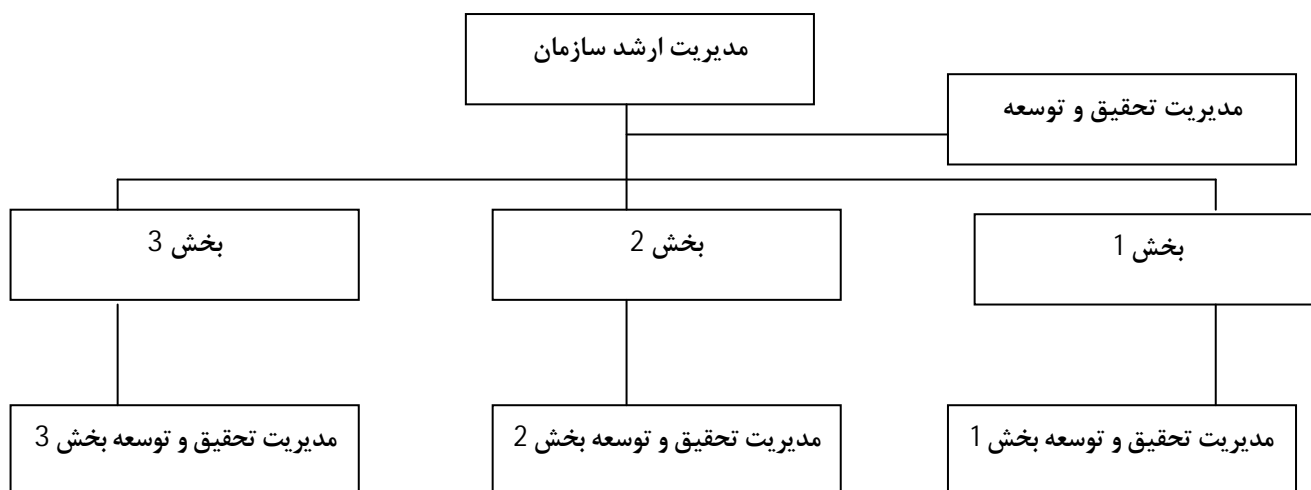 مدیریت ارشد سازمان
مدیریت تحقیق و توسعه
بخش 1
بخش 2
بخش 3
مدیریت تحقیق و توسعه بخش 1
مدیریت تحقیق و توسعه بخش 2
مدیریت تحقیق و توسعه بخش 3